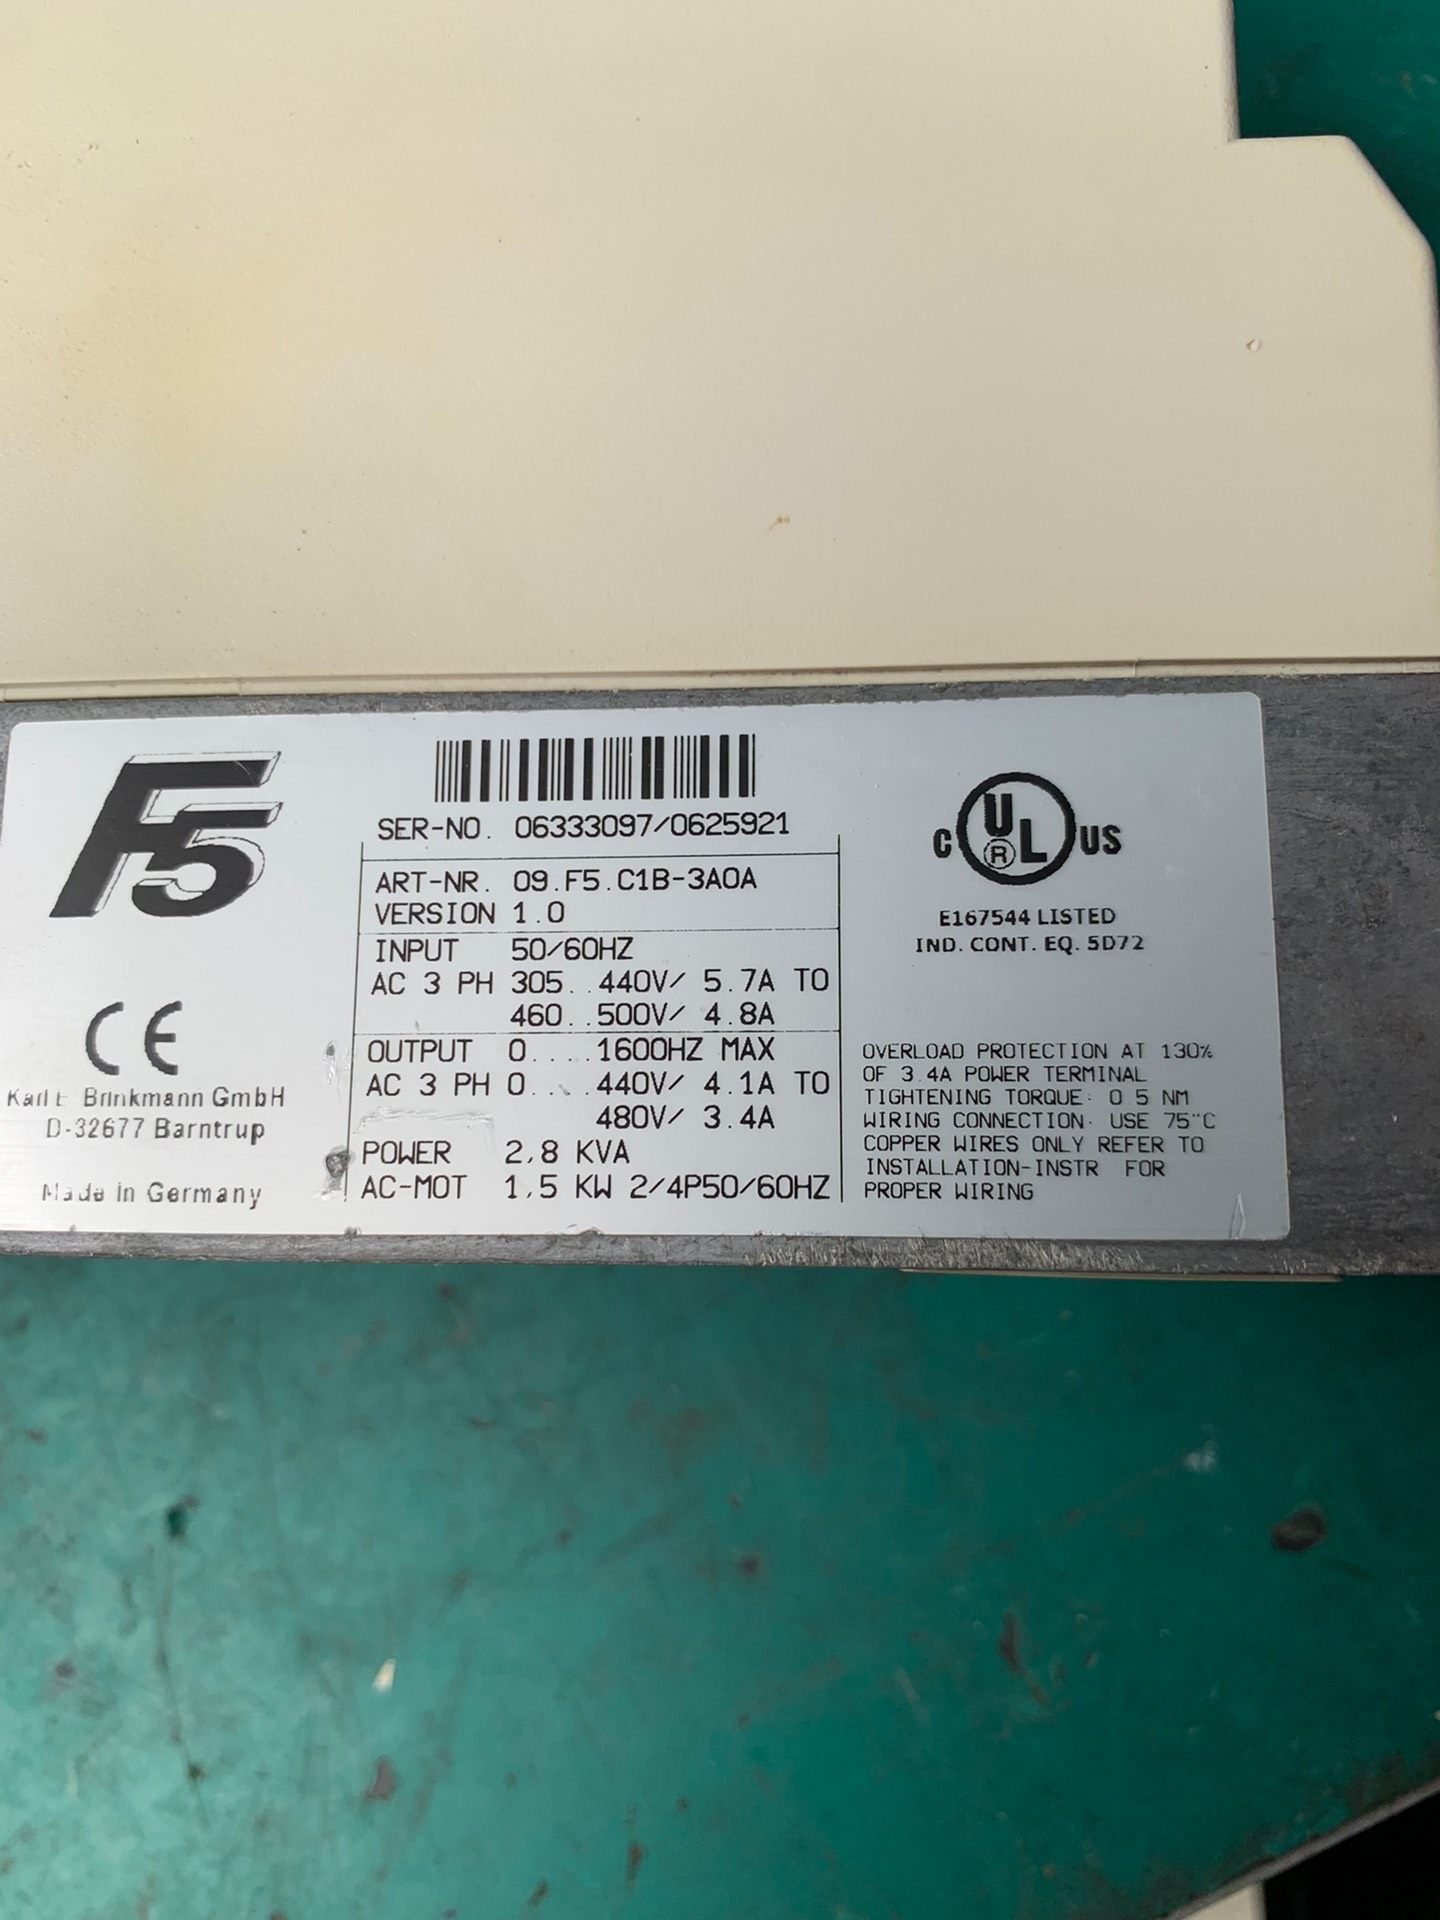 F5
SER-NO. 06333097/0625921
ART-NR. 09.F5.C1B-3A0A
VERSION 1.0
INPUT 50/60HZ
AC 3 PH 305..440V/ 5.7A TO
460..500V/ 4.8A
OUTPUT 0....1600HZ MAX
AC 3 PH 0....440V/ 4.1A TO
480V/ 3.4A
POWER 2,8 KVA
AC-MOT 1,5 KW 2/4P50/60HZ
CE
Karl E. Brinkmann GmbH
D-32677 Barntrup
Made in Germany
C UL US
®
E167544 LISTED
IND. CONT. EQ. 5D72
OVERLOAD PROTECTION AT 130%
OF 3.4A POWER TERMINAL
TIGHTENING TORQUE: 0.5 NM
WIRING CONNECTION: USE 75°C
COPPER WIRES ONLY REFER TO
INSTALLATION-INSTR. FOR
PROPER WIRING